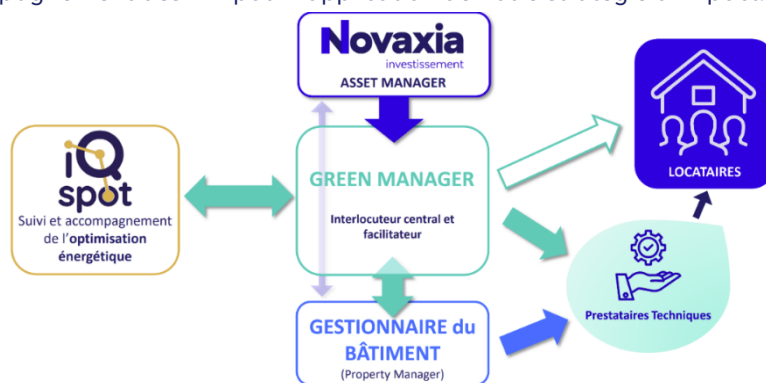 Novaxia
investissement
ASSET MANAGER
iQ
spot
Suivi et accompagnement
de l'optimisation
énergétique
GREEN MANAGER
Interlocuteur central et
facilitateur
LOCATAIRES
Prestataires Techniques
GESTIONNAIRE du
BÂTIMENT
(Property Manager)